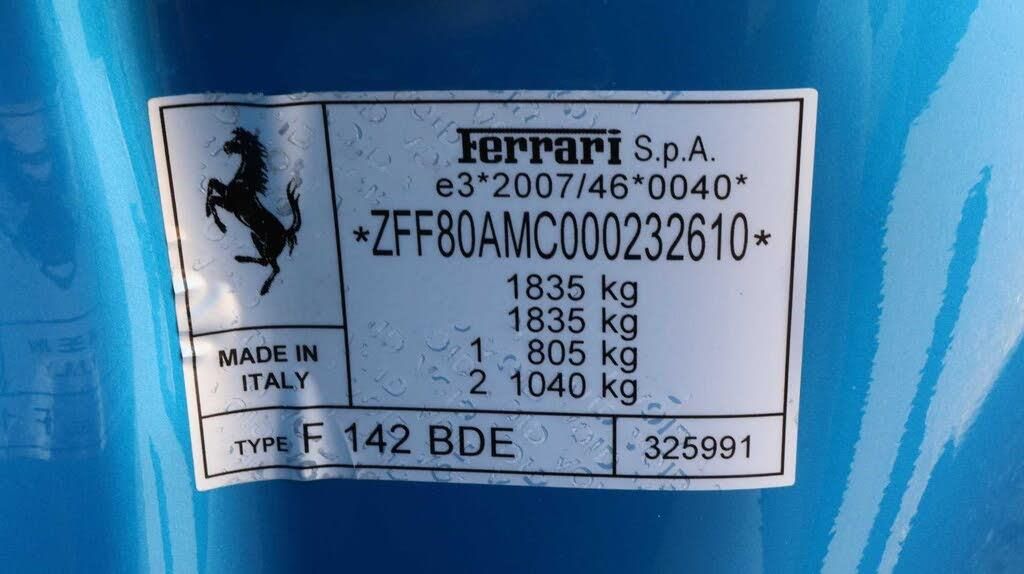 Ferrari S.p.A.
e3*2007/46*0040*
*ZFF80AMC000232610*
1835 kg
1835 kg
1 805 kg
2 1040 kg
MADE IN
ITALY
TYPE F 142 BDE
325991